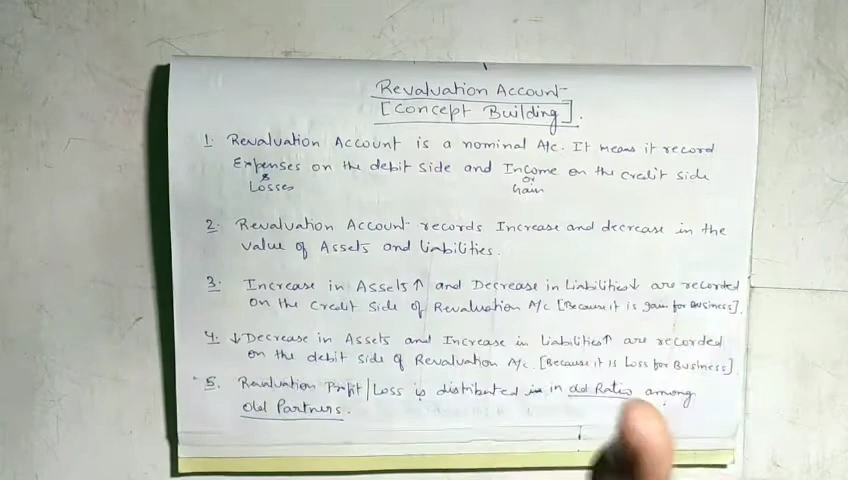 Revaluation Account
[Concept Building].
1. Revaluation Account is a nominal A/c. It Means it record
Expenses on the debit side and Income on the credit side
& Losses
or Gain
2. Revaluation Account records Increase and decrease in the
value of Assets and liabilities.
3. Increase in Assets↑ and Decrease in Liabilities↓ are recorded
on the Credit Side of Revaluation A/c [Because it is gain for Business].
4. ↓Decrease in Assets and Increase in Liabilities↑ are recorded
on the debit side of Revaluation A/c. [Because it is Loss for Business]
5. Revaluation Profit/Loss is distributed in old Ratio among
Old Partners.